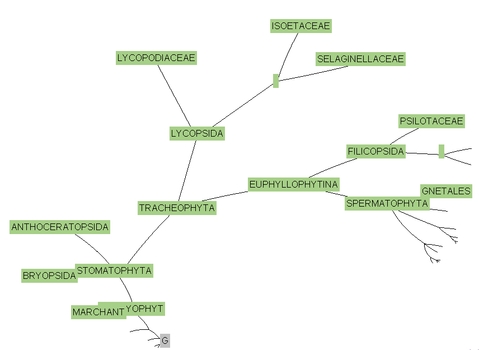 ISOETACEAE
LYCOPODIACEAE
SELAGINELLACEAE
LYCOPSIDA
PSILOTACEAE
FILICOPSIDA
EUPHYLLOPHYTINA
GNETALES
TRACHEOPHYTA
SPERMATOPHYTA
ANTHOCERATOPSIDA
BRYOPSIDA
STOMATOPHYTA
MARCHANT
YOPHYT
G